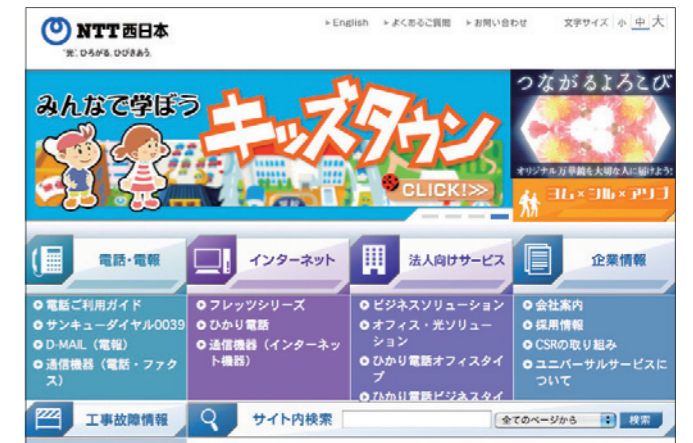 NTT西日本
"光"、ひろがる、ひびきあう。
English よくあるご質問 お問い合わせ 文字サイズ 小 中 大
みんなで学ぼう
キッズタウン
CLICK!>>
つながるよろこび
オリジナル万華鏡を大切な人に届けよう!
ヨム×シル×アソブ
電話・電報
電話ご利用ガイド
サンキューダイヤル0039
D-MAIL（電報）
通信機器（電話・ファク
ス）
インターネット
フレッツシリーズ
ひかり電話
通信機器（インターネッ
ト機器）
法人向けサービス
ビジネスソリューション
オフィス・光ソリュー
ション
ひかり電話オフィスタイ
プ
ひかり電話ビジネスタイ
企業情報
会社案内
採用情報
CSRの取り組み
ユニバーサルサービスに
ついて
工事故障情報
サイト内検索 全てのページから 検索